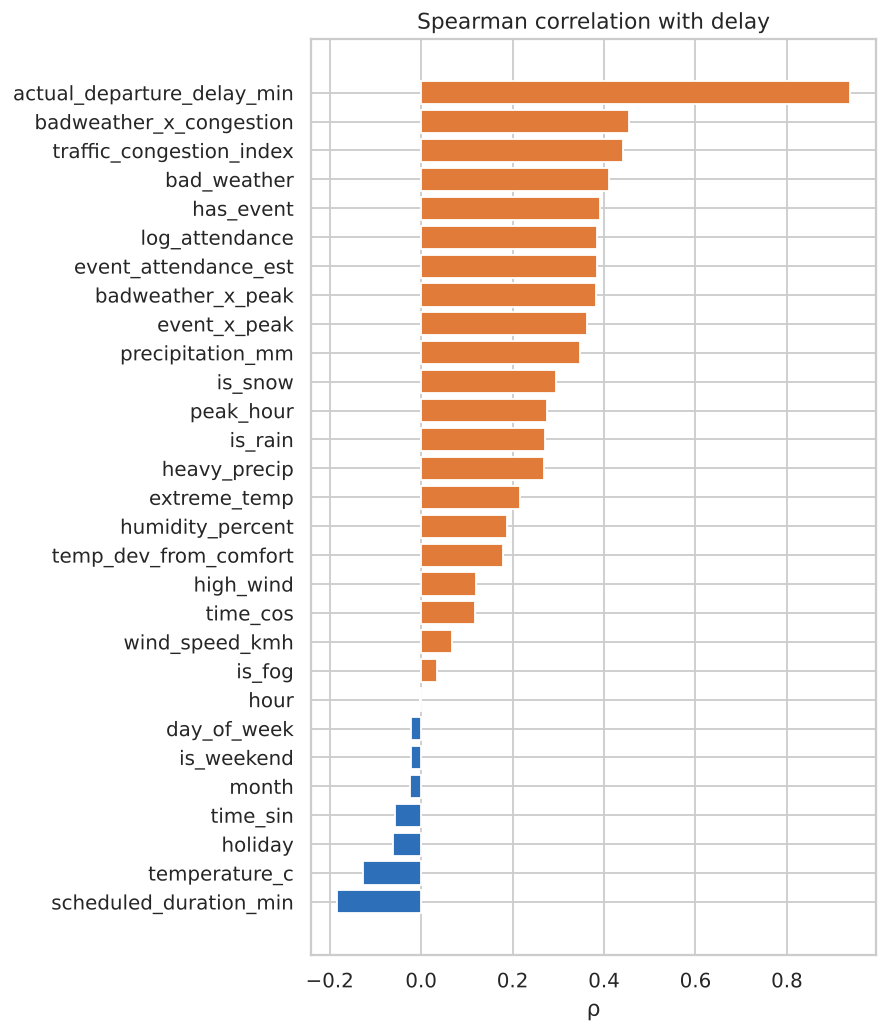 Spearman correlation with delay
actual_departure_delay_min
badweather_x_congestion
traffic_congestion_index
bad_weather
has_event
log_attendance
event_attendance_est
badweather_x_peak
event_x_peak
precipitation_mm
is_snow
peak_hour
is_rain
heavy_precip
extreme_temp
humidity_percent
temp_dev_from_comfort
high_wind
time_cos
wind_speed_kmh
is_fog
hour
day_of_week
is_weekend
month
time_sin
holiday
temperature_c
scheduled_duration_min
−0.2 0.0 0.2 0.4 0.6 0.8
ρ